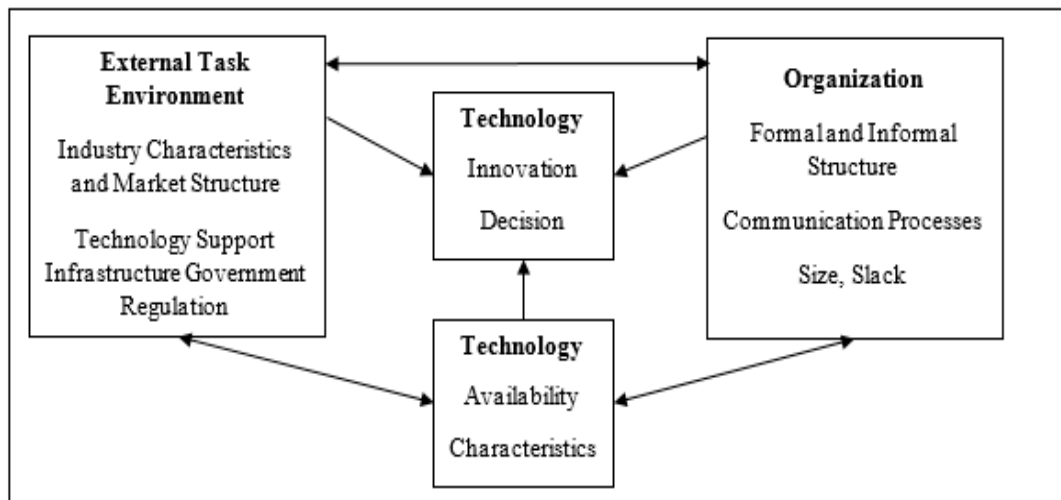 External Task
Environment
Industry Characteristics
and Market Structure
Technology Support
Infrastructure Government
Regulation
Technology
Innovation
Decision
Technology
Availability
Characteristics
Organization
Formal and Informal
Structure
Communication Processes
Size, Slack